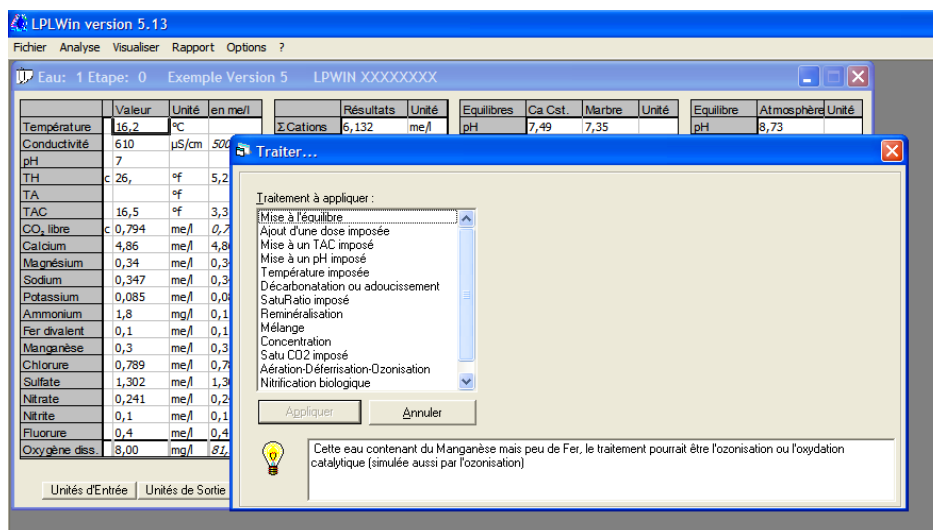 LPLWin version 5.13
Fichier Analyse Visualiser Rapport Options ?
Eau: 1 Etape: 0 Exemple Version 5 LPWIN XXXXXXXX
Valeur Unité en me/l Résultats Unité Equilibres Ca Cst. Marbre Unité Equilibre Atmosphère Unité
Température 16,2 °C ΣCations 6,132 me/l pH 7,49 7,35 pH 8,73
Conductivité 610 µS/cm 500
pH 7
TH c 26, °f 5,2
TA °f
TAC 16,5 °f 3,3
CO₂ libre c 0,794 me/l 0,7
Calcium 4,86 me/l 4,8
Magnésium 0,34 me/l 0,3
Sodium 0,347 me/l 0,3
Potassium 0,085 me/l 0,0
Ammonium 1,8 mg/l 0,1
Fer divalent 0,1 me/l 0,1
Manganèse 0,3 me/l 0,3
Chlorure 0,789 me/l 0,7
Sulfate 1,302 me/l 1,3
Nitrate 0,241 me/l 0,2
Nitrite 0,1 me/l 0,1
Fluorure 0,4 me/l 0,4
Oxygène diss. 8,00 mg/l 81,
Unités d'Entrée Unités de Sortie
Traiter...
Traitement à appliquer :
Mise à l'équilibre
Ajout d'une dose imposée
Mise à un TAC imposé
Mise à un pH imposé
Température imposée
Décarbonatation ou adoucissement
SatuRatio imposé
Reminéralisation
Mélange
Concentration
Satu CO2 imposé
Aération-Déferrisation-Ozonisation
Nitrification biologique
Appliquer Annuler
Cette eau contenant du Manganèse mais peu de Fer, le traitement pourrait être l'ozonisation ou l'oxydation
catalytique (simulée aussi par l'ozonisation)